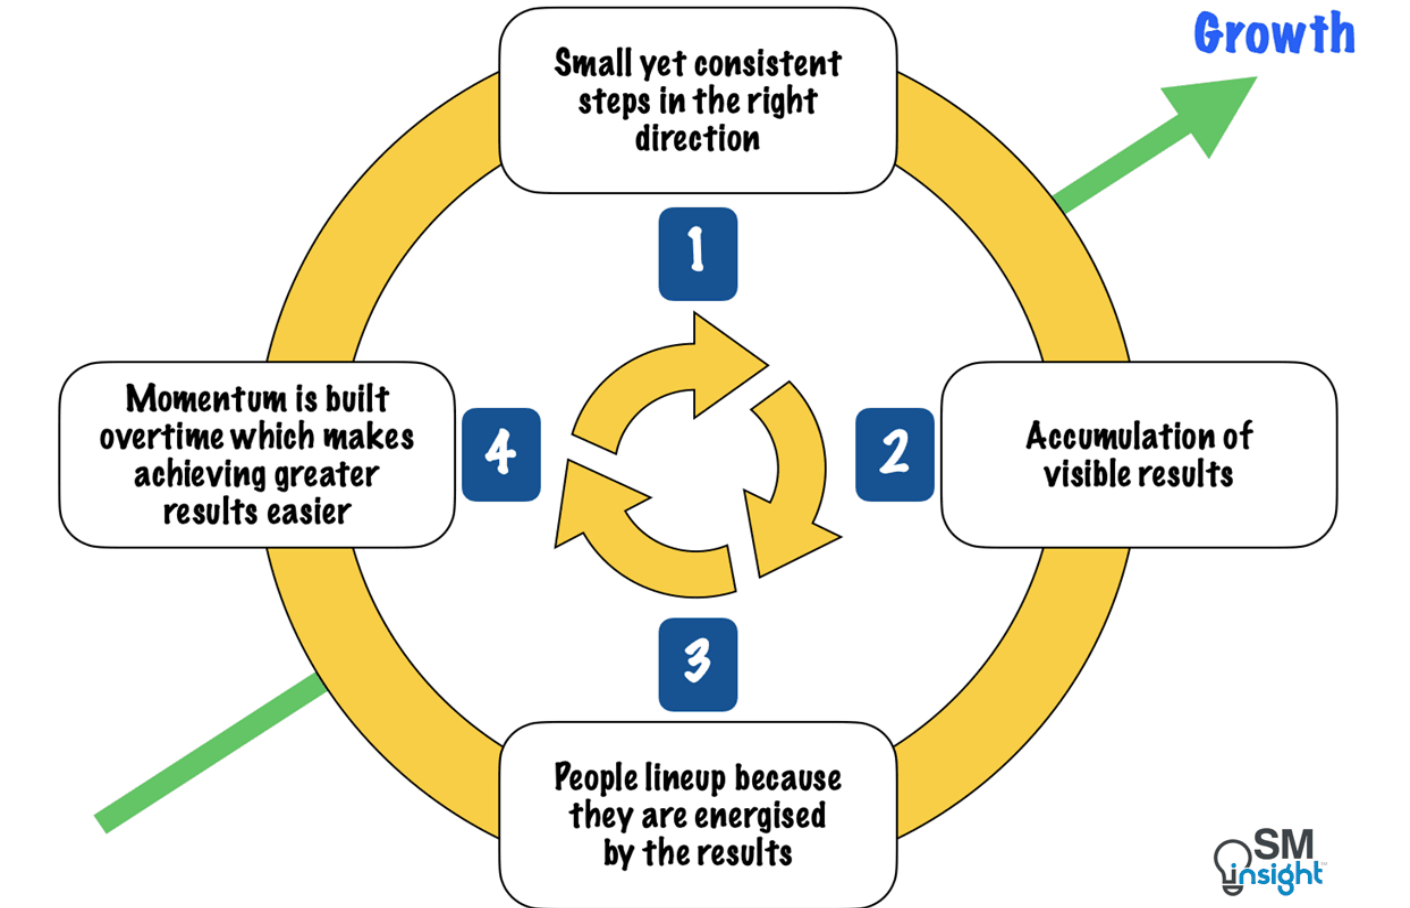 Growth
Small yet consistent
steps in the right
direction
1
Accumulation of
visible results
2
3
People lineup because
they are energised
by the results
4
Momentum is built
overtime which makes
achieving greater
results easier
SM
insight™